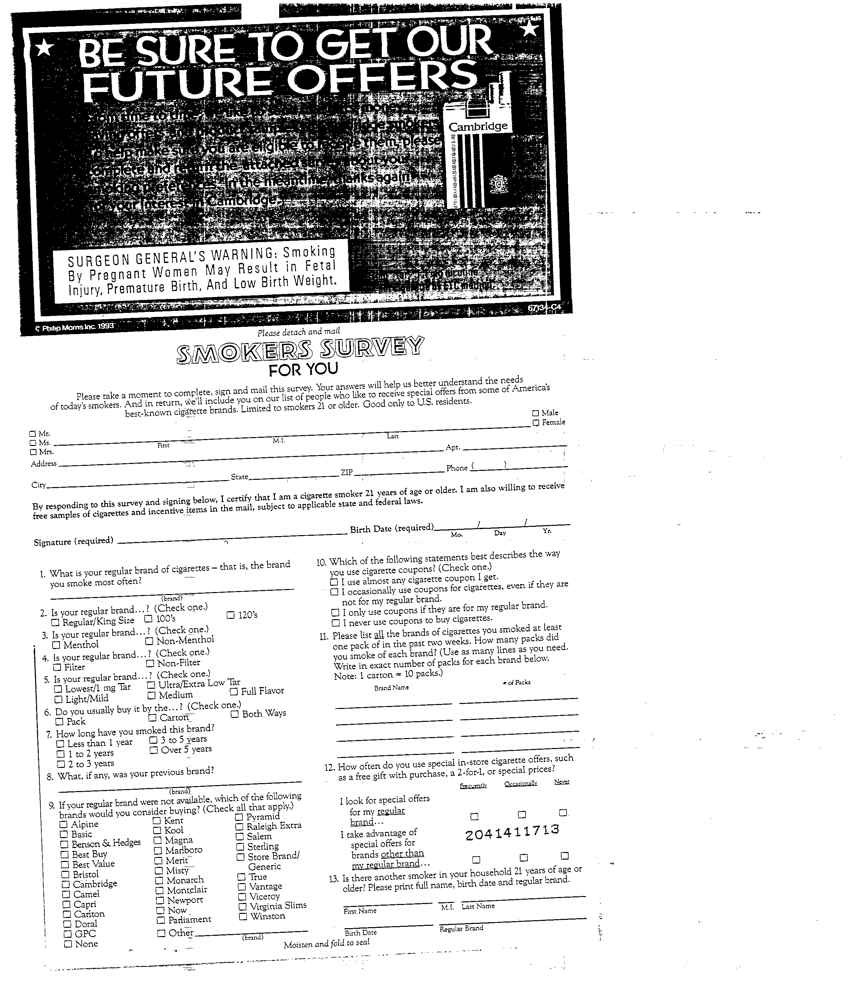 BE SURE TO GET OUR
FUTURE OFFERS
Cambridge
you are eligible to receive them, please
complete and return the attached survey about your
smoking preferences. In the meantime, thanks again
for your interest in Cambridge.
SURGEON GENERAL'S WARNING: Smoking
By Pregnant Women May Result in Fetal
Injury, Premature Birth, And Low Birth Weight.
© Philip Morris Inc. 1993
Please detach and mail
SMOKERS SURVEY
FOR YOU
Please take a moment to complete, sign and mail this survey. Your answers will help us better understand the needs
of today's smokers. And in return, we'll include you on our list of people who like to receive special offers from some of America's
best-known cigarette brands. Limited to smokers 21 or older. Good only to U.S. residents.
☐ Male
☐ Female
☐ Mr.
☐ Ms.
☐ Mrs.
First M.I. Last
Address Apt.
City State ZIP Phone ( )
By responding to this survey and signing below, I certify that I am a cigarette smoker 21 years of age or older. I am also willing to receive
free samples of cigarettes and incentive items in the mail, subject to applicable state and federal laws.
Signature (required) Birth Date (required) / /
Mo. Day Yr.
1. What is your regular brand of cigarettes – that is, the brand
you smoke most often?
(brand)
2. Is your regular brand...? (Check one.)
☐ Regular/King Size ☐ 100's ☐ 120's
3. Is your regular brand...? (Check one.)
☐ Menthol ☐ Non-Menthol
4. Is your regular brand...? (Check one.)
☐ Filter ☐ Non-Filter
5. Is your regular brand...? (Check one.)
☐ Lowest/1 mg Tar ☐ Ultra/Extra Low Tar
☐ Light/Mild ☐ Medium ☐ Full Flavor
6. Do you usually buy it by the...? (Check one.)
☐ Pack ☐ Carton ☐ Both Ways
7. How long have you smoked this brand?
☐ Less than 1 year ☐ 3 to 5 years
☐ 1 to 2 years ☐ Over 5 years
☐ 2 to 3 years
8. What, if any, was your previous brand?
(brand)
9. If your regular brand were not available, which of the following
brands would you consider buying? (Check all that apply.)
☐ Alpine
☐ Basic
☐ Benson & Hedges
☐ Best Buy
☐ Best Value
☐ Bristol
☐ Cambridge
☐ Camel
☐ Capri
☐ Carlton
☐ Doral
☐ GPC
☐ None
☐ Kent
☐ Kool
☐ Magna
☐ Marlboro
☐ Merit
☐ Misty
☐ Monarch
☐ Montclair
☐ Newport
☐ Now
☐ Parliament
☐ Other
(brand)
☐ Pyramid
☐ Raleigh Extra
☐ Salem
☐ Sterling
☐ Store Brand/
Generic
☐ True
☐ Vantage
☐ Viceroy
☐ Virginia Slims
☐ Winston
10. Which of the following statements best describes the way
you use cigarette coupons? (Check one.)
☐ I use almost any cigarette coupon I get.
☐ I occasionally use coupons for cigarettes, even if they are
not for my regular brand.
☐ I only use coupons if they are for my regular brand.
☐ I never use coupons to buy cigarettes.
11. Please list all the brands of cigarettes you smoked at least
one pack of in the past two weeks. How many packs did
you smoke of each brand? (Use as many lines as you need.
Write in exact number of packs for each brand below.
Note: 1 carton = 10 packs.)
Brand Name # of Packs
12. How often do you use special in-store cigarette offers, such
as a free gift with purchase, a 2-for-1, or special prices?
Frequently Occasionally Never
I look for special offers
for my regular
brand... ☐ ☐ ☐
I take advantage of
special offers for
brands other than
my regular brand... ☐ ☐ ☐
2041411713
13. Is there another smoker in your household 21 years of age or
older? Please print full name, birth date and regular brand.
First Name M.I. Last Name
Birth Date Regular Brand
Moisten and fold to seal